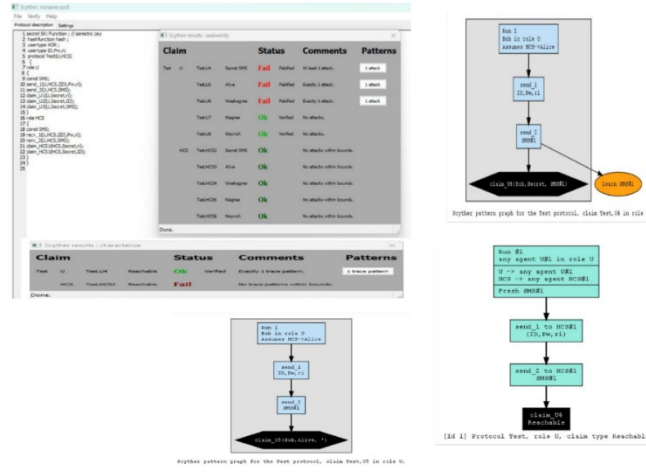 File Verify Help
Protocol description Settings
1 secret SIG:Function ; // semetric cey
2 hashfunction hash ;
3 usertype XOR ;
4 usertype ID,Pw,ri;
5 protocol Test(U,HCS)
6 {
7 role U
8 {
9 const SMS;
10 send_1(U,HCS,(ID),Pw,ri);
11 send_2(U,HCS,SMS);
12 claim_U1(U,Secret,ri);
13 claim_U2(U,Secret,ID);
14 claim_U3(U,Secret,SMS);
15 }
16 role HCS
17 {
18 const SMS;
19 recv_1(U,HCS,(ID),Pw,ri);
20 recv_2(U,HCS,SMS);
21 claim_HCS1(HCS,Secret,ri);
22 claim_HCS1(HCS,Secret,ID);
23 }
24 }
25
Scyther results : autoverify
Claim Status Comments Patterns
Test U Test,U4 Secret SMS Fail Falsified At least 1 attack. 1 attack
Test,U5 Alive Fail Falsified Exactly 1 attack. 1 attack
Test,U6 Weakagree Fail Falsified Exactly 1 attack. 1 attack
Test,U7 Niagree Ok Verified No attacks.
Test,U8 Nisynch Ok Verified No attacks.
HCS Test,HCS2 Secret SMS Ok No attacks within bounds.
Test,HCS3 Alive Ok No attacks within bounds.
Test,HCS4 Weakagree Ok No attacks within bounds.
Test,HCS5 Niagree Ok No attacks within bounds.
Test,HCS6 Nisynch Ok No attacks within bounds.
Done.
Scyther results : characterize
Claim Status Comments Patterns
Test U Test,U4 Reachable Ok Verified Exactly 1 trace pattern. 1 trace pattern
HCS Test,HCS2 Reachable Fail No trace patterns within bounds.
Done.
Run 1
Bob in role U
Assumes HCS->Alice
send_1
ID,Pw,ri
send_2
SMS#1
claim_U4(Bob,Secret, SMS#1)
Learn SMS#1
Scyther pattern graph for the Test protocol, claim Test,U4 in role
Run #1
any agent U#1 in role U
U -> any agent U#1
HCS -> any agent HCS#1
Fresh SMS#1
send_1 to HCS#1
(ID,Pw,ri)
send_2 to HCS#1
SMS#1
claim_U4
Reachable
[Id 1] Protocol Test, role U, claim type Reachabl
Run 1
Bob in role U
Assumes HCS->Alice
send_1
ID,Pw,ri
send_2
SMS#1
claim_U5(Bob,Alive, *)
Scyther pattern graph for the Test protocol, claim Test,U5 in role U.